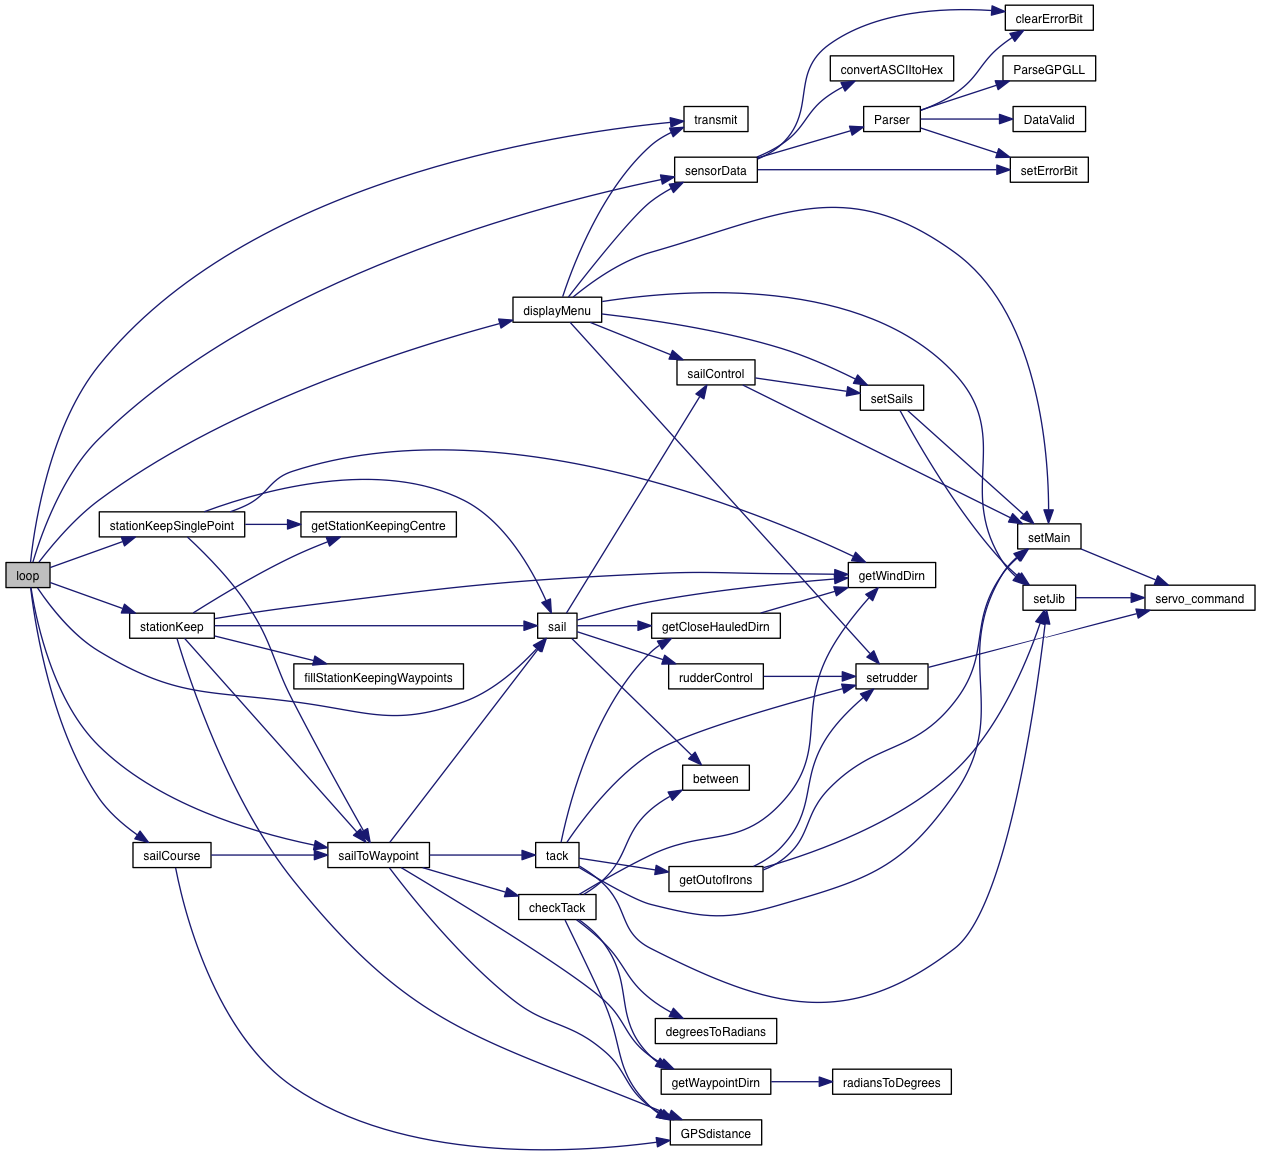 clearErrorBit
convertASCIItoHex
ParseGPGLL
transmit
Parser
DataValid
sensorData
setErrorBit
displayMenu
sailControl
setSails
stationKeepSinglePoint
getStationKeepingCentre
setMain
loop
getWindDirn
stationKeep
sail
getCloseHauledDirn
setJib
servo_command
fillStationKeepingWaypoints
rudderControl
setrudder
between
sailCourse
sailToWaypoint
tack
getOutofIrons
checkTack
degreesToRadians
getWaypointDirn
radiansToDegrees
GPSdistance